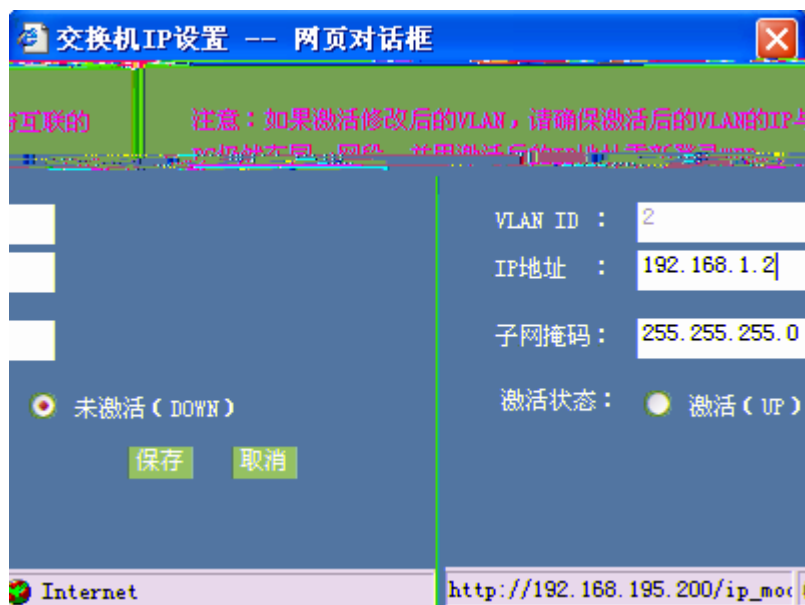 交换机IP设置 -- 网页对话框
互联的
注意：如果激活修改后的VLAN，请确保激活后的VLAN的IP与
VLAN ID ： 2
IP地址 ： 192.168.1.2
子网掩码： 255.255.255.0
未激活（DOWN）
激活状态： 激活（UP）
保存 取消
Internet
http://192.168.195.200/ip_mo